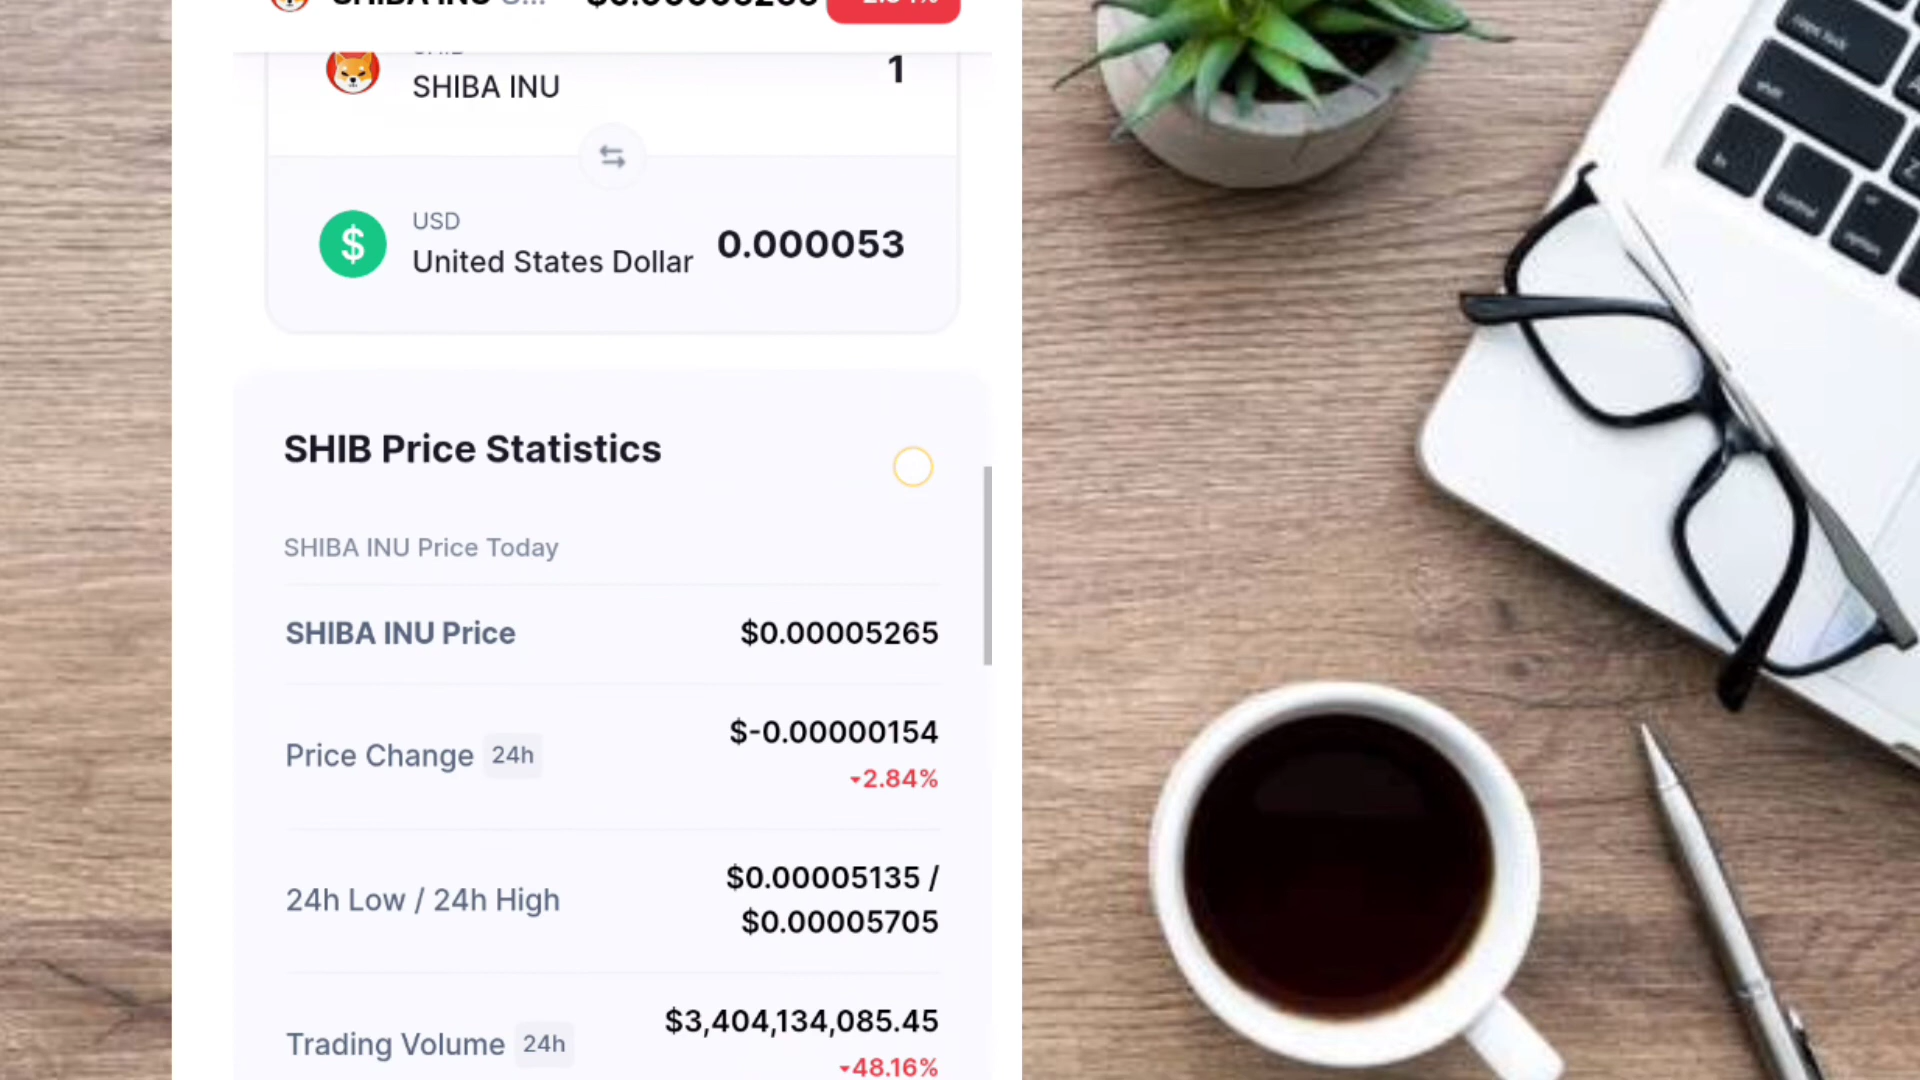 SHIBA INU
1
USD
United States Dollar
0.000053
SHIB Price Statistics
SHIBA INU Price Today
SHIBA INU Price
$0.00005265
Price Change 24h
$-0.00000154
2.84%
24h Low / 24h High
$0.00005135 /
$0.00005705
Trading Volume 24h
$3,404,134,085.45
48.16%